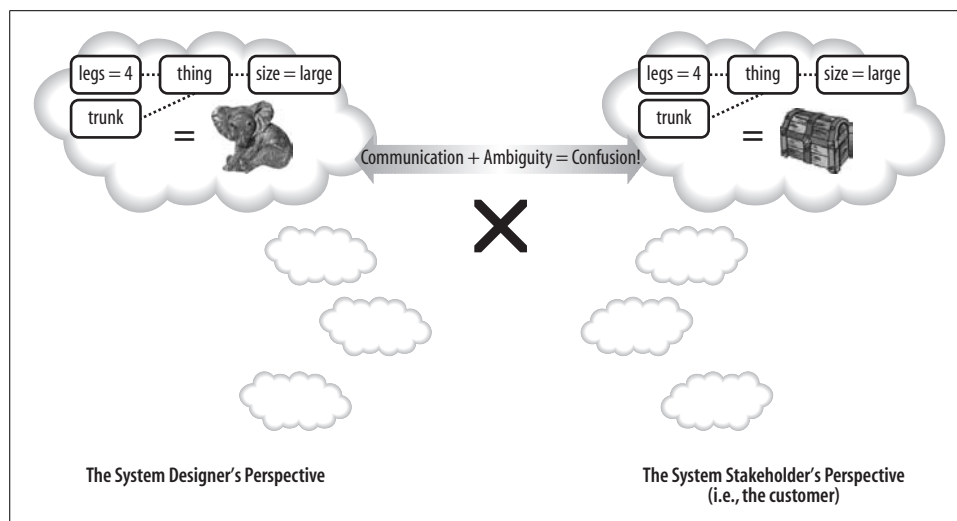 legs = 4
thing
size = large
trunk
=
legs = 4
thing
size = large
trunk
=
Communication + Ambiguity = Confusion!
The System Designer’s Perspective
The System Stakeholder’s Perspective
(i.e., the customer)